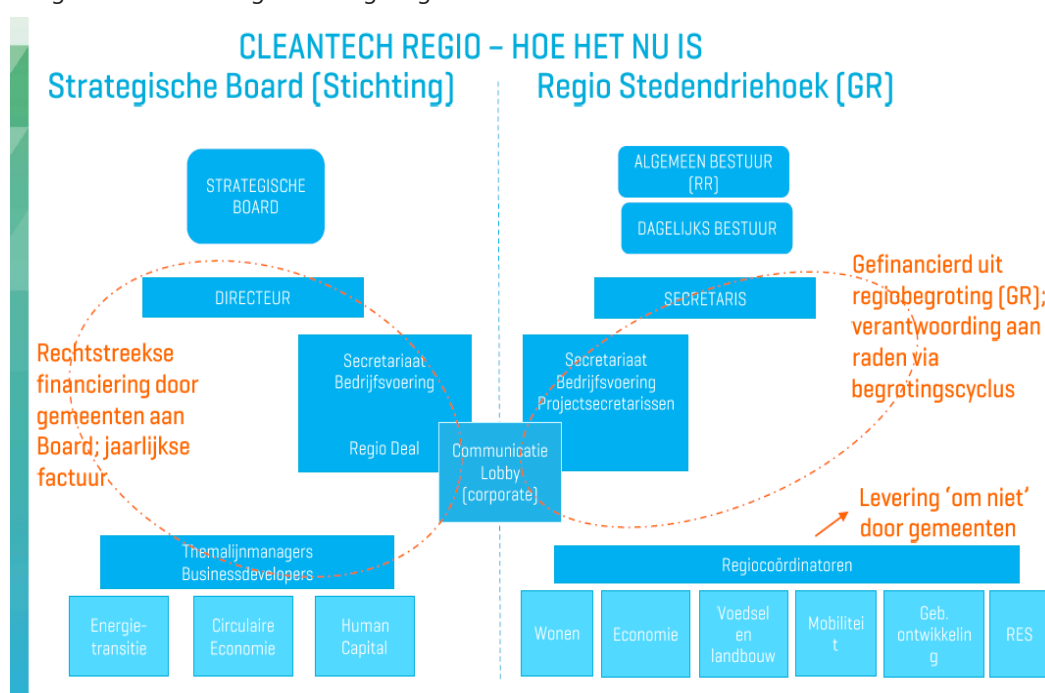 CLEANTECH REGIO – HOE HET NU IS
Strategische Board (Stichting)
Regio Stedendriehoek (GR)
STRATEGISCHE
BOARD
ALGEMEEN BESTUUR
(RR)
DAGELIJKS BESTUUR
DIRECTEUR
SECRETARIS
Gefinancierd uit
regiobegroting (GR);
verantwoording aan
raden via
begrotingscyclus
Rechtstreekse
financiering door
gemeenten aan
Board; jaarlijkse
factuur
Secretariaat
Bedrijfsvoering
Regio Deal
Secretariaat
Bedrijfsvoering
Projectsecretarissen
Communicatie
Lobby
(corporate)
Levering ‘om niet’
door gemeenten
Themalijnmanagers
Businessdevelopers
Regiocoördinatoren
Energie-
transitie
Circulaire
Economie
Human
Capital
Wonen
Economie
Voedsel
en
landbouw
Mobilitei
t
Geb.
ontwikkelin
g
RES